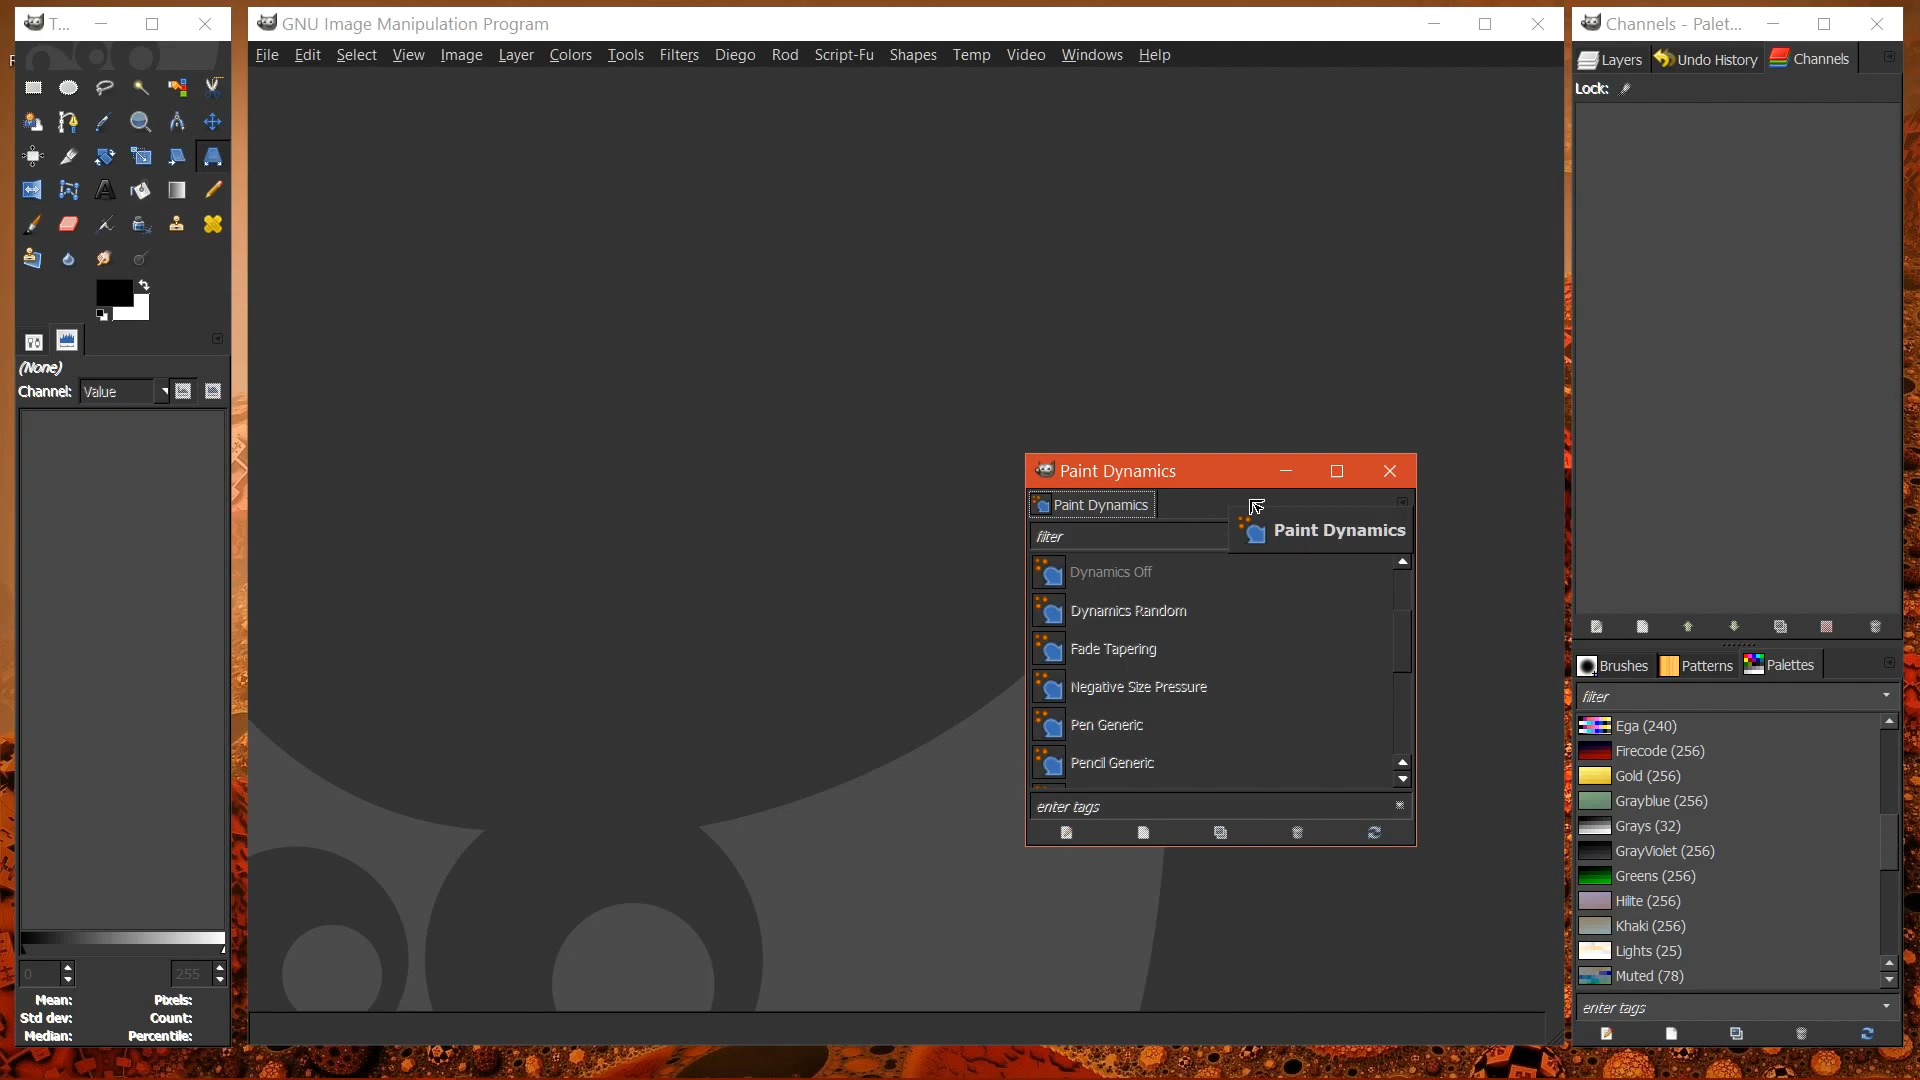 T...
GNU Image Manipulation Program
Channels - Palet...
File Edit Select View Image Layer Colors Tools Filters Diego Rod Script-Fu Shapes Temp Video Windows Help
Layers Undo History Channels
Lock:
(None)
Channel: Value
0 255
Mean: Pixels:
Std dev: Count:
Median: Percentile:
Paint Dynamics
Paint Dynamics
Paint Dynamics
filter
Dynamics Off
Dynamics Random
Fade Tapering
Negative Size Pressure
Pen Generic
Pencil Generic
enter tags
Brushes Patterns Palettes
filter
Ega (240)
Firecode (256)
Gold (256)
Grayblue (256)
Grays (32)
GrayViolet (256)
Greens (256)
Hilite (256)
Khaki (256)
Lights (25)
Muted (78)
enter tags